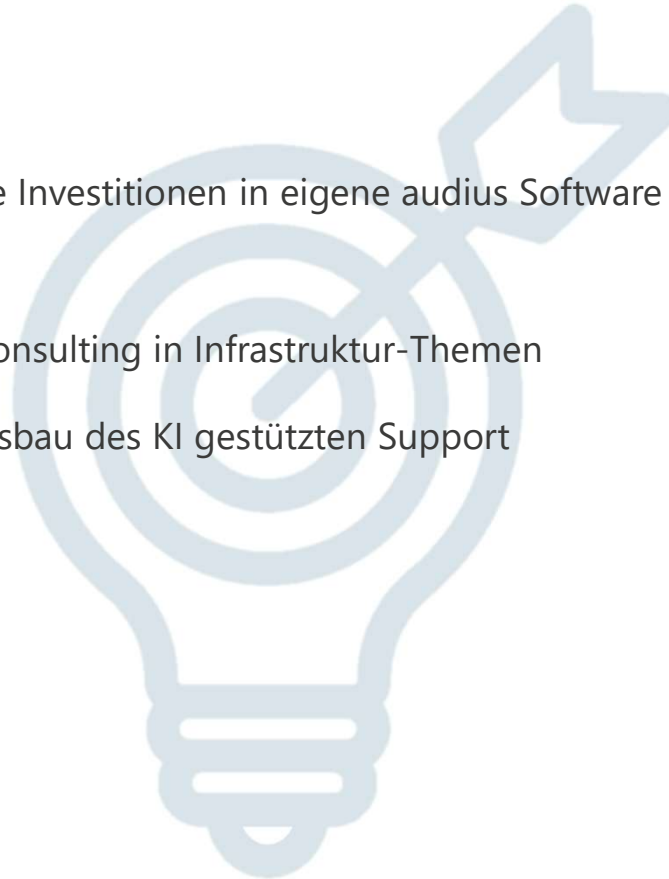 e Investitionen in eigene audius Software
onsulting in Infrastruktur-Themen
sbau des KI gestützten Support